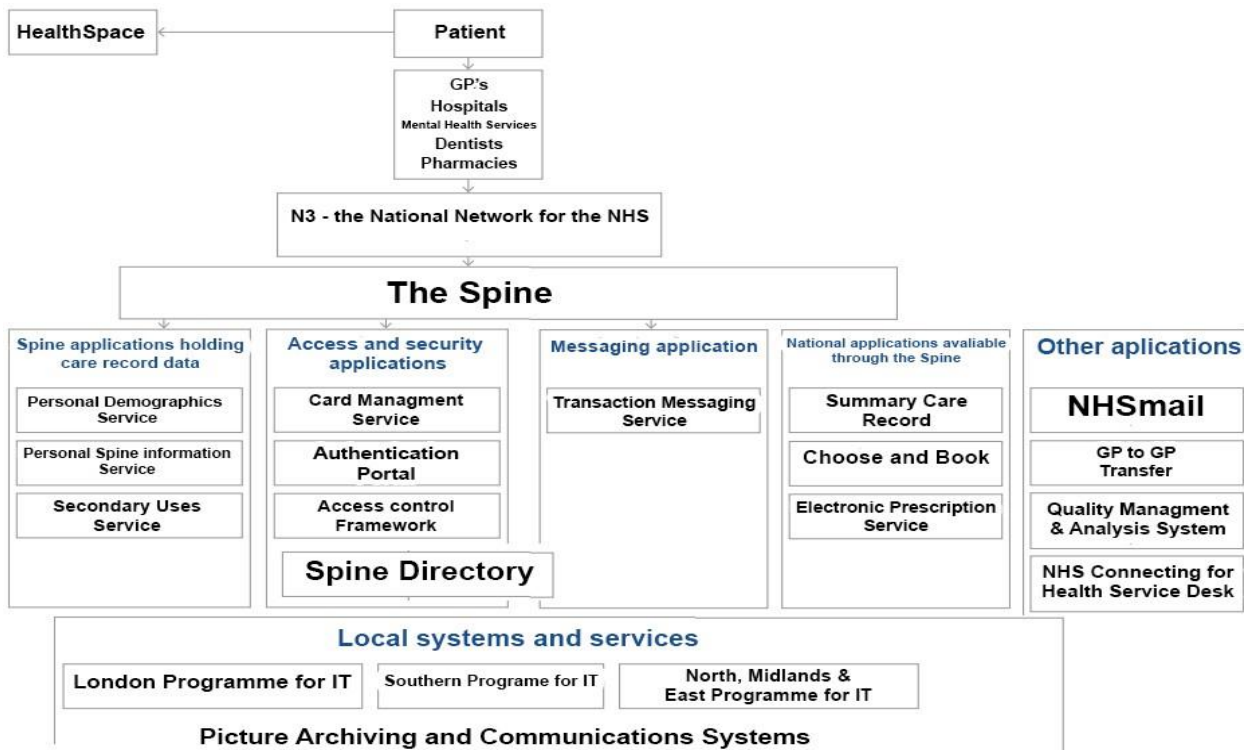 HealthSpace
Patient
GP's
Hospitals
Mental Health Services
Dentists
Pharmacies
N3 - the National Network for the NHS
The Spine
Spine applications holding
care record data
Personal Demographics
Service
Personal Spine information
Service
Secondary Uses
Service
Access and security
applications
Card Managment
Service
Authentication
Portal
Access control
Framework
Spine Directory
Messaging application
Transaction Messaging
Service
National applications avaliable
through the Spine
Summary Care
Record
Choose and Book
Electronic Prescription
Service
Other aplications
NHSmail
GP to GP
Transfer
Quality Managment
& Analysis System
NHS Connecting for
Health Service Desk
Local systems and services
London Programme for IT
Southern Programe for IT
North, Midlands &
East Programme for IT
Picture Archiving and Communications Systems